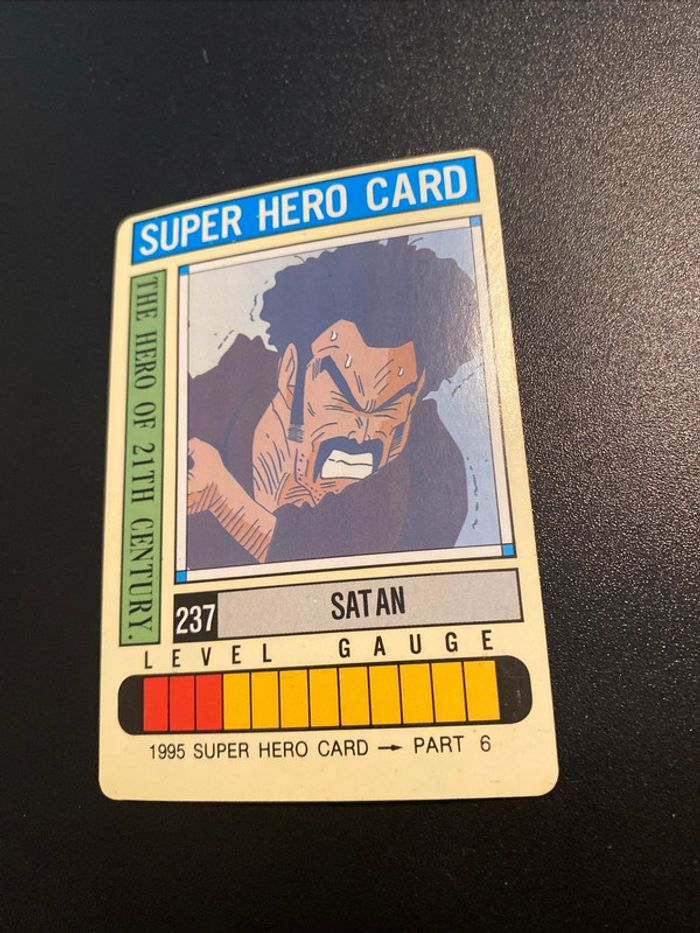 SUPER HERO CARD
THE HERO OF 21TH CENTURY.
237
SATAN
LEVEL GAUGE
1995 SUPER HERO CARD → PART 6